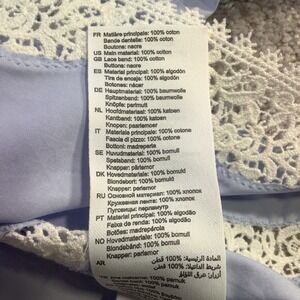 FR Matière principale: 100% coton
Bande dentelle: 100% coton
Boutons: nacre
US Main material: 100% cotton
GB Lace band: 100% cotton
Buttons: nacre
ES Material principal: 100% algodón
Tira de encaje: 100% algodón
Botones: nácar
DE Hauptmaterial: 100% baumwolle
Spitzenband: 100% baumwolle
Knöpfe: perlmutt
NL Hoofdmateriaal: 100% katoen
Kantband: 100% katoen
Knopen: paarlemoer
IT Materiale principale: 100% cotone
Fascia di pizzo: 100% cotone
Bottoni: madreperla
SE Huvudmaterial: 100% bomull
Spetsband: 100% bomull
Knappar: pärlemor
DK Hovedmateriale: 100% bomuld
Blondebort: 100% bomuld
Knapper: perlemor
RU Основной материал: 100% хлопок
Кружевная лента: 100% хлопок
Пуговицы: перламутр
PT Material principal: 100% algodão
Faixa de renda: 100% algodão
Botões: madrepérola
NO Hovedmateriale: 100% bomull
Blondebånd: 100% bomull
Knapper: perlemor
AR المادة الرئيسية: 100% قطن
شريط الدانتيل: 100% قطن
أزرار: عرق اللؤلؤ